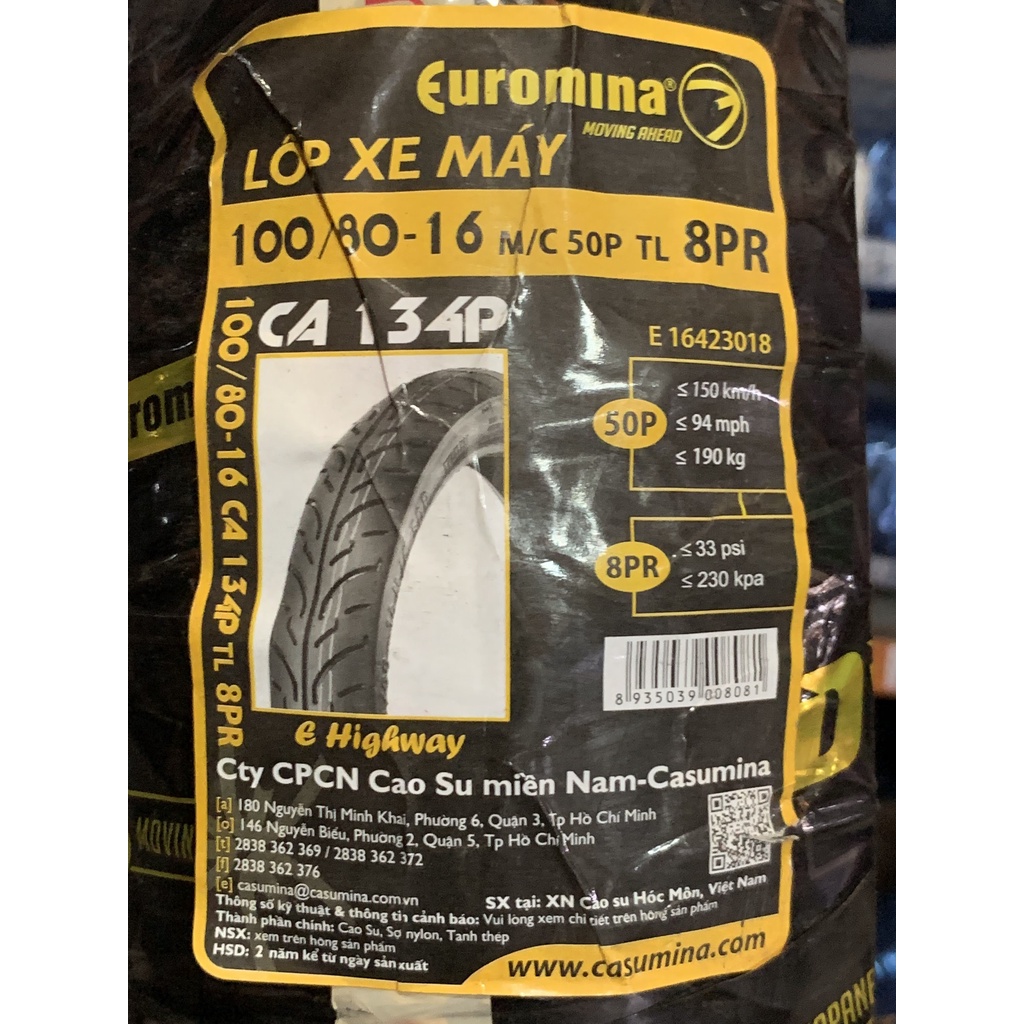 Euromina®
MOVING AHEAD
LỐP XE MÁY
100/80-16 M/C 50P TL 8PR
100/80-16 CA 134P TL 8PR
CA 134P
E 16423018
50P
≤ 150 km/h
≤ 94 mph
≤ 190 kg
8PR
≤ 33 psi
≤ 230 kpa
8 935039 008081
E Highway
Cty CPCN Cao Su miền Nam-Casumina
[a] 180 Nguyễn Thị Minh Khai, Phường 6, Quận 3, Tp Hồ Chí Minh
[o] 146 Nguyễn Biểu, Phường 2, Quận 5, Tp Hồ Chí Minh
[t] 2838 362 369 / 2838 362 372
[f] 2838 362 376
[e] casumina@casumina.com.vn
SX tại: XN Cao su Hóc Môn, Việt Nam
Thông số kỹ thuật & thông tin cảnh báo: Vui lòng xem chi tiết trên hông sản phẩm
Thành phần chính: Cao Su, Sợ nylon, Tanh thép
NSX: xem trên hông sản phẩm
HSD: 2 năm kể từ ngày sản xuất
www.casumina.com
rom
MOVIN
D